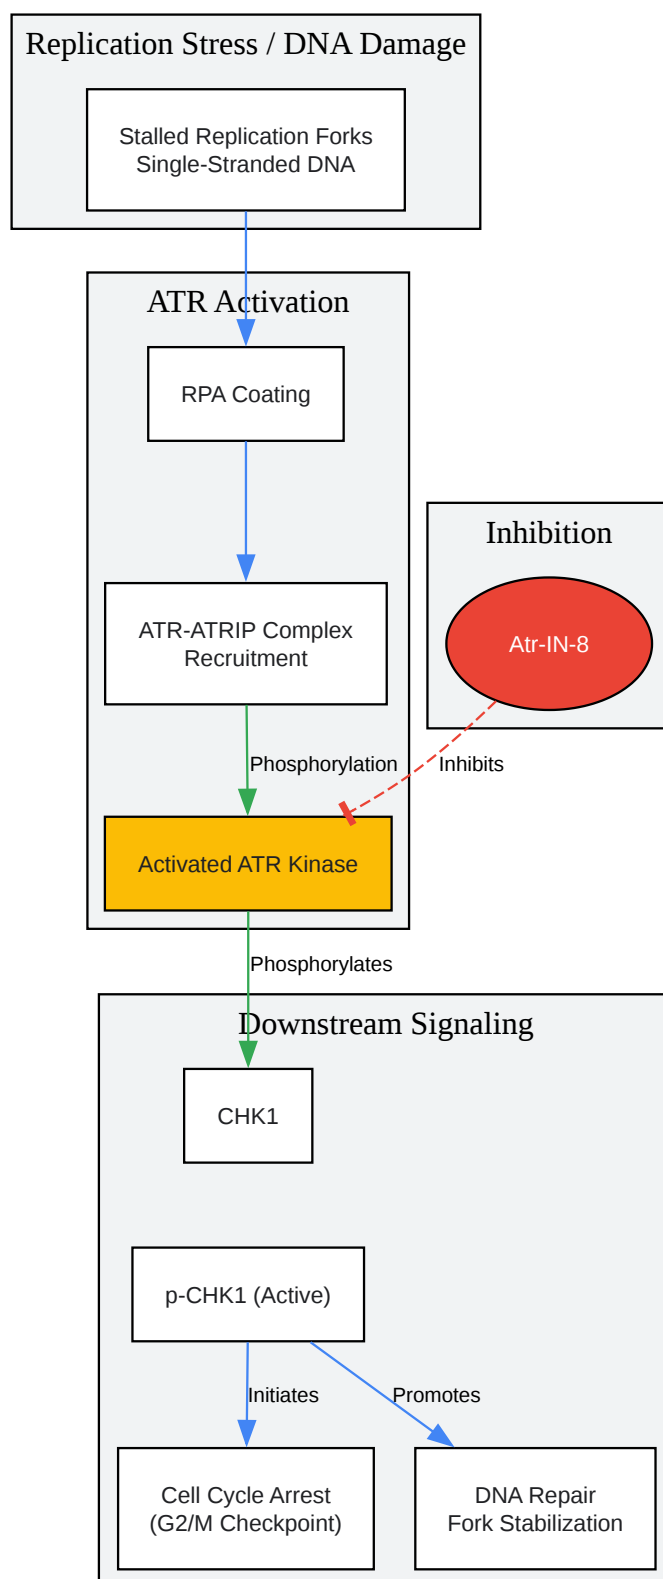 Replication Stress / DNA Damage
Stalled Replication Forks
Single-Stranded DNA
ATR Activation
RPA Coating
Inhibition
ATR-ATRIP Complex
Recruitment
Atr-IN-8
Phosphorylation
Inhibits
Activated ATR Kinase
Phosphorylates
Downstream Signaling
CHK1
p-CHK1 (Active)
Initiates
Promotes
Cell Cycle Arrest
(G2/M Checkpoint)
DNA Repair
Fork Stabilization